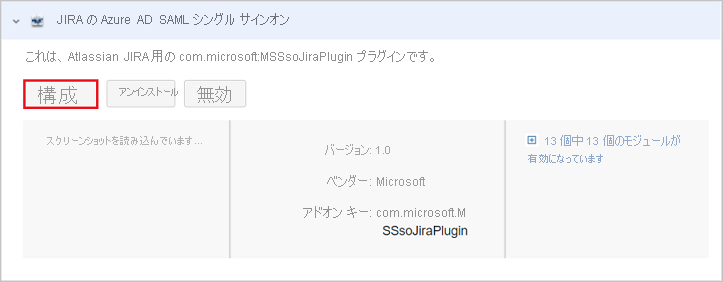 JIRA の Azure AD SAML シングル サインオン
これは、Atlassian JIRA 用の com.microsoft:MSSsoJiraPlugin プラグインです。
構成 アンインストール 無効
スクリーンショットを読み込んでいます...
バージョン: 1.0
ベンダー: Microsoft
アドオン キー: com.microsoft.M
SSsoJiraPlugin
13 個中 13 個のモジュールが
有効になっています